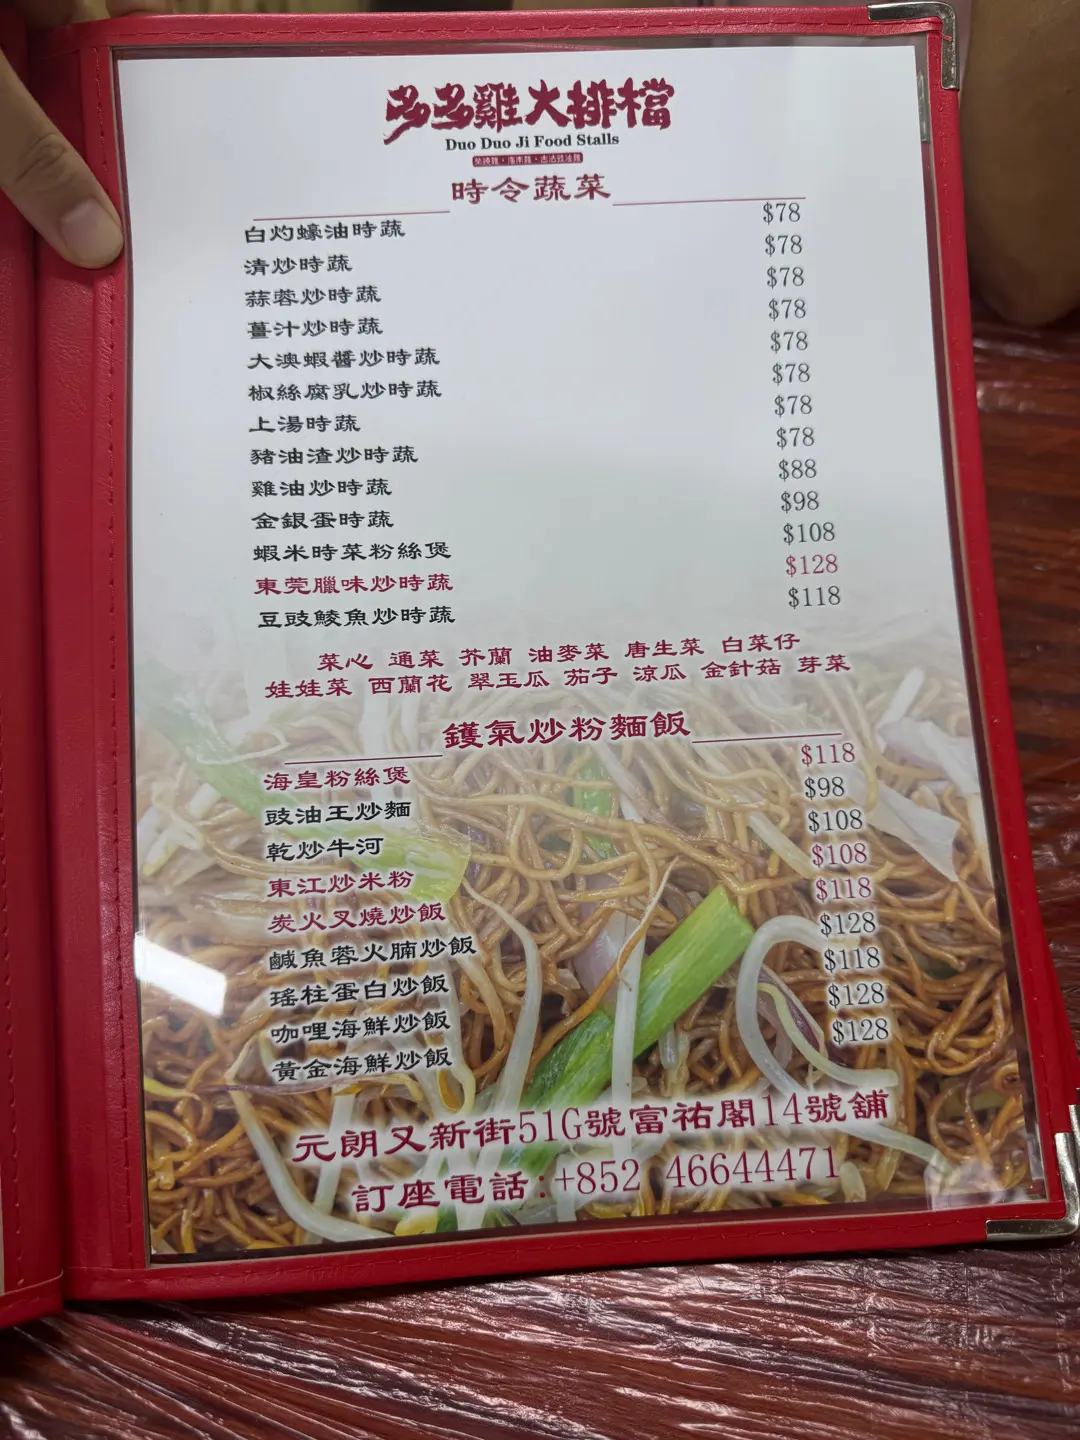 多多雞大排檔
Duo Duo Ji Food Stalls
時令蔬菜
白灼蠔油時蔬 $78
清炒時蔬 $78
蒜蓉炒時蔬 $78
薑汁炒時蔬 $78
大澳蝦醬炒時蔬 $78
椒絲腐乳炒時蔬 $78
上湯時蔬 $78
豬油渣炒時蔬 $78
雞油炒時蔬 $88
金銀蛋時蔬 $98
蝦米時菜粉絲煲 $108
東莞臘味炒時蔬 $128
豆豉鯪魚炒時蔬 $118
菜心 通菜 芥蘭 油麥菜 唐生菜 白菜仔
娃娃菜 西蘭花 翠玉瓜 茄子 涼瓜 金針菇 芽菜
鑊氣炒粉麵飯
海皇粉絲煲 $118
豉油王炒麵 $98
乾炒牛河 $108
東江炒米粉 $108
炭火叉燒炒飯 $118
鹹魚蓉火腩炒飯 $128
瑤柱蛋白炒飯 $118
咖哩海鮮炒飯 $128
黃金海鮮炒飯 $128
元朗又新街51G號富祐閣14號舖
訂座電話:+852 46644471